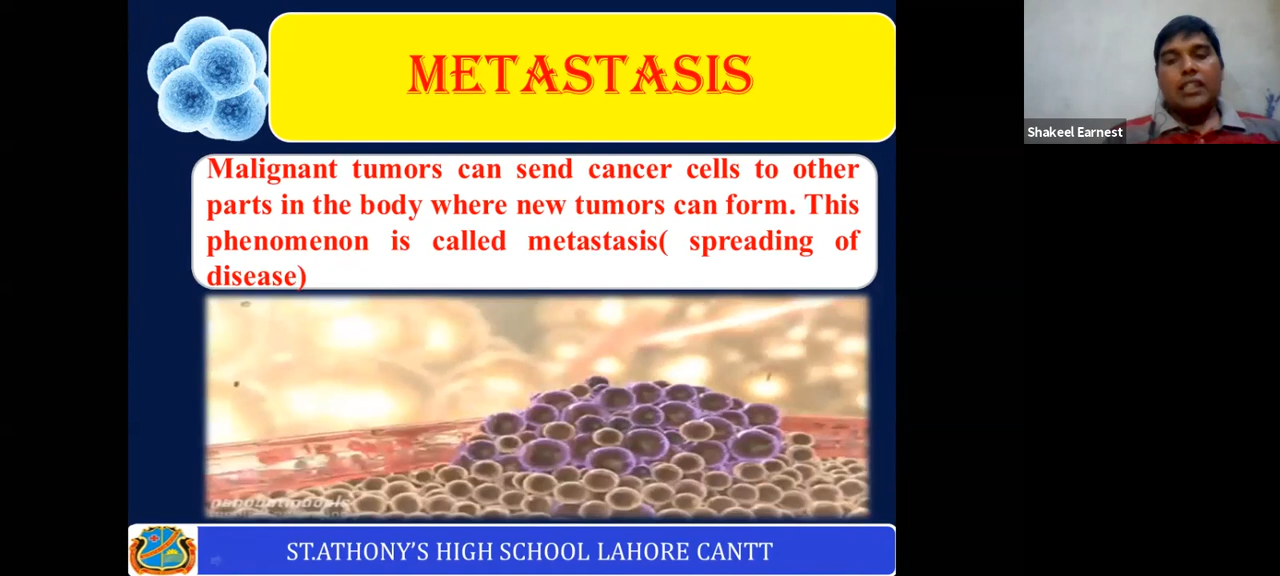 METASTASIS
Shakeel Earnest
Malignant tumors can send cancer cells to other
parts in the body where new tumors can form. This
phenomenon is called metastasis( spreading of
disease)
ST.ATHONY'S HIGH SCHOOL LAHORE CANTT